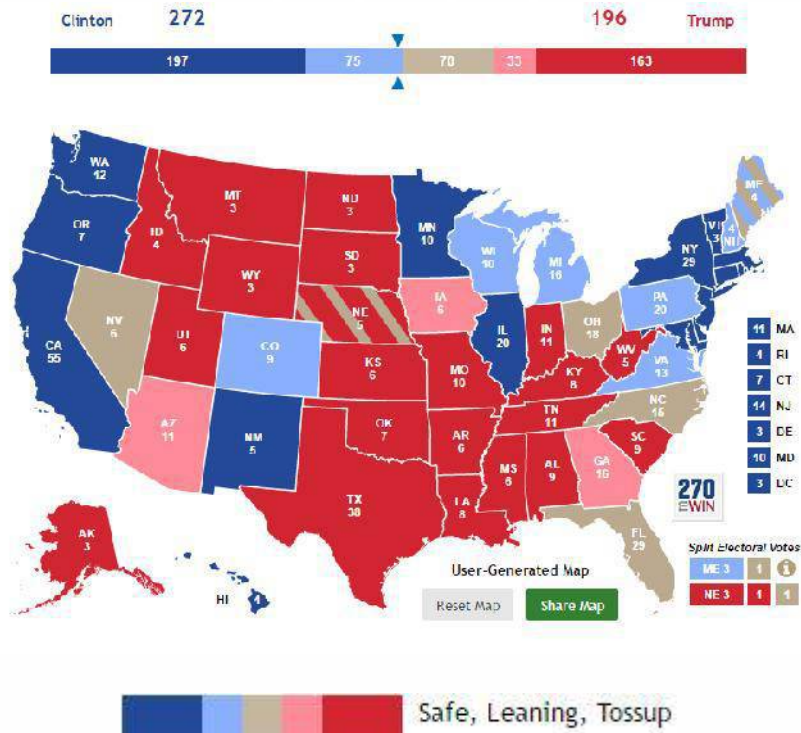 Clinton 272 196 Trump
197 75 70 33 163
WA
12
OR
7
CA
55
NV
6
ID
4
MT
3
WY
3
UT
6
AZ
11
CO
9
NM
5
ND
3
SD
3
NE
5
KS
6
OK
7
TX
38
MN
10
IA
6
MO
10
AR
6
LA
8
WI
10
IL
20
MI
16
IN
11
OH
18
KY
8
TN
11
MS
6
AL
9
GA
16
FL
29
SC
9
NC
15
WV
5
VA
13
PA
20
NY
29
VT
3
4
NH
ME
4
AK
3
HI 4
11 MA
4 RI
7 CT
14 NJ
3 DE
10 MD
3 DC
270
TO WIN
Split Electoral Votes
ME 3 1
NE 3 1 1
User-Generated Map
Reset Map Share Map
Safe, Leaning, Tossup